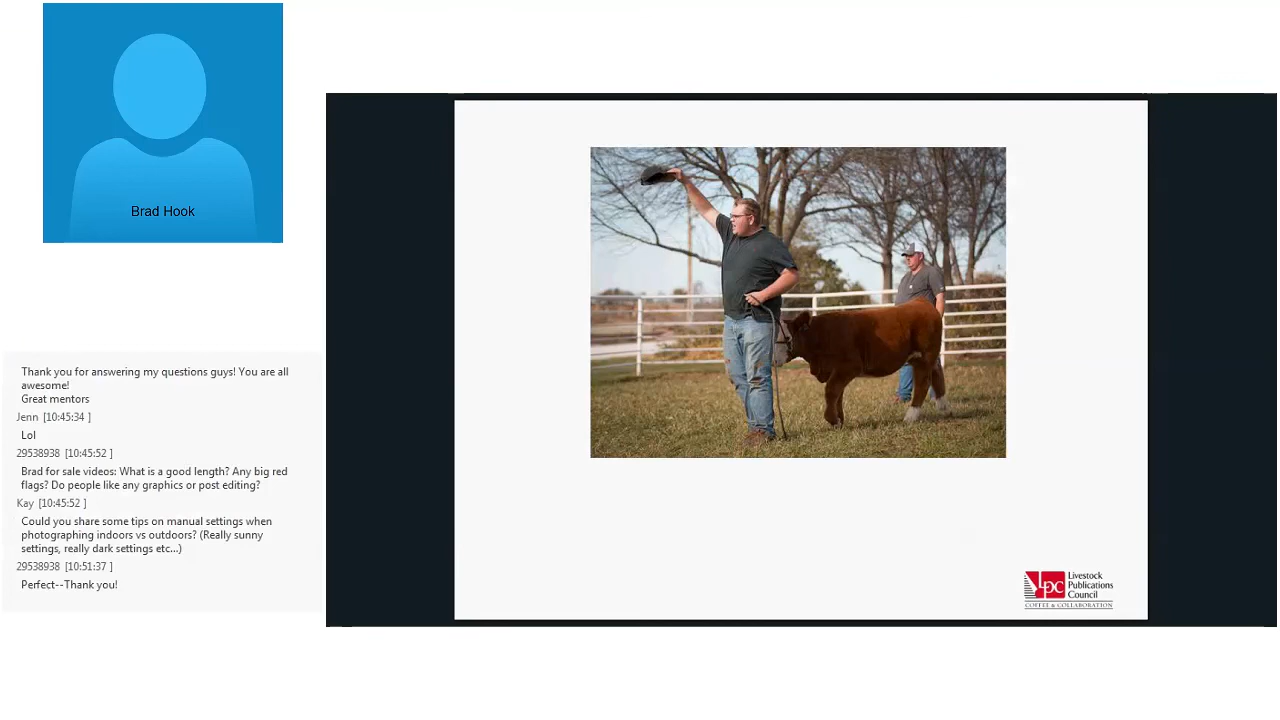 Brad Hook
Thank you for answering my questions guys! You are all
awesome!
Great mentors
Jenn [10:45:34 ]
Lol
29538938 [10:45:52 ]
Brad for sale videos: What is a good length? Any big red
flags? Do people like any graphics or post editing?
Kay [10:45:52 ]
Could you share some tips on manual settings when
photographing indoors vs outdoors? (Really sunny
settings, really dark settings etc...)
29538938 [10:51:37 ]
Perfect--Thank you!
LPC
Livestock
Publications
Council
COFFEE & COLLABORATION